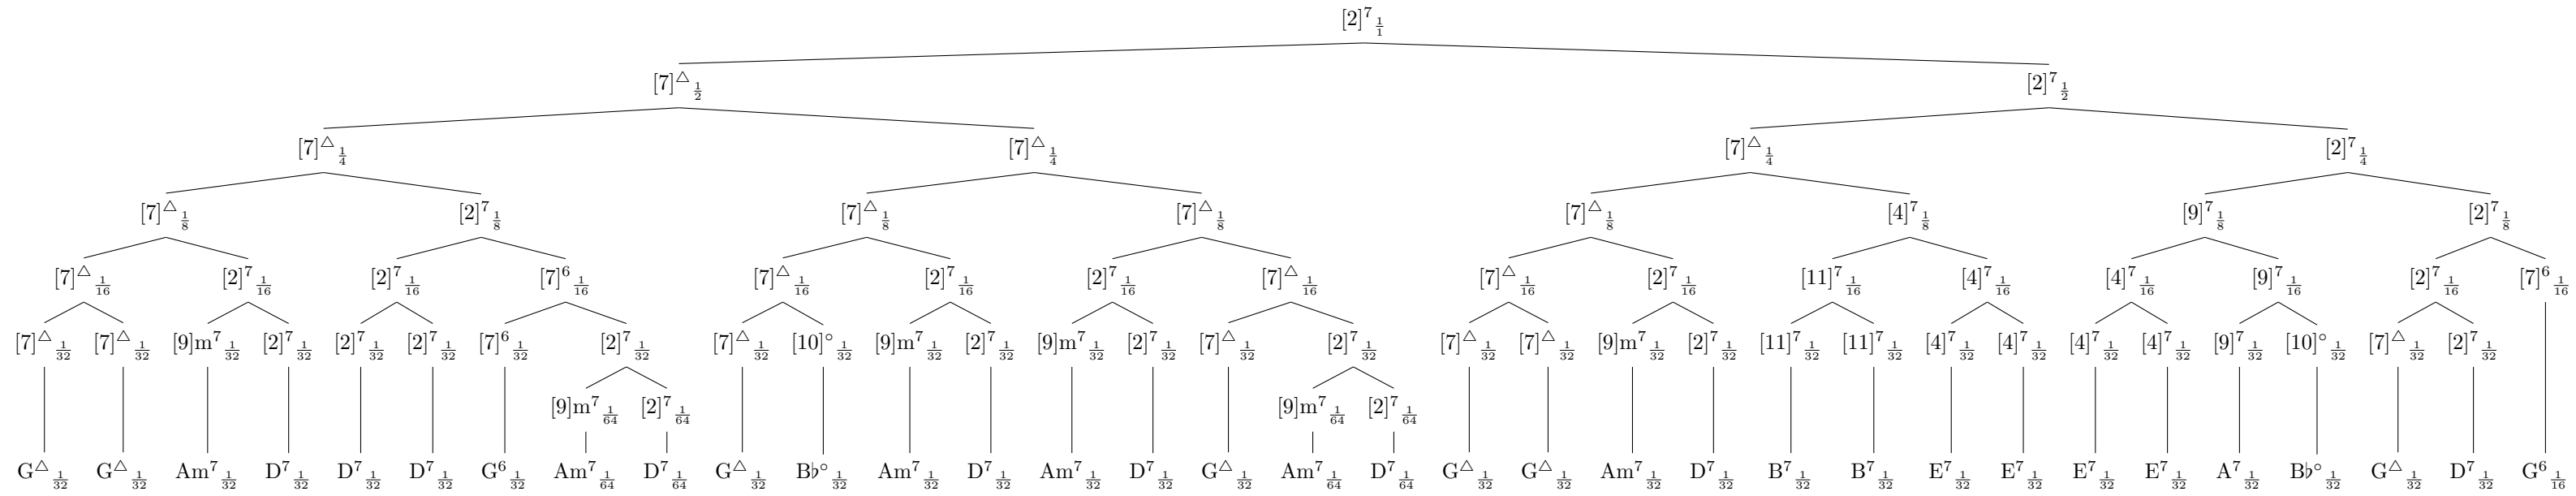 [2]⁷ 1/1
[7]△ 1/2 [2]⁷ 1/2
[7]△ 1/4 [7]△ 1/4 [7]△ 1/4 [2]⁷ 1/4
[7]△ 1/8 [2]⁷ 1/8 [7]△ 1/8 [7]△ 1/8 [7]△ 1/8 [4]⁷ 1/8 [9]⁷ 1/8 [2]⁷ 1/8
[7]△ 1/16 [2]⁷ 1/16 [2]⁷ 1/16 [7]⁶ 1/16 [7]△ 1/16 [2]⁷ 1/16 [2]⁷ 1/16 [7]△ 1/16 [7]△ 1/16 [2]⁷ 1/16 [11]⁷ 1/16 [4]⁷ 1/16 [4]⁷ 1/16 [9]⁷ 1/16 [2]⁷ 1/16 [7]⁶ 1/16
[7]△ 1/32 [7]△ 1/32 [9]m⁷ 1/32 [2]⁷ 1/32 [2]⁷ 1/32 [2]⁷ 1/32 [7]⁶ 1/32 [2]⁷ 1/32 [7]△ 1/32 [10]° 1/32 [9]m⁷ 1/32 [2]⁷ 1/32 [9]m⁷ 1/32 [2]⁷ 1/32 [7]△ 1/32 [2]⁷ 1/32 [7]△ 1/32 [7]△ 1/32 [9]m⁷ 1/32 [2]⁷ 1/32 [11]⁷ 1/32 [11]⁷ 1/32 [4]⁷ 1/32 [4]⁷ 1/32 [4]⁷ 1/32 [4]⁷ 1/32 [9]⁷ 1/32 [10]° 1/32 [7]△ 1/32 [2]⁷ 1/32
[9]m⁷ 1/64 [2]⁷ 1/64 [9]m⁷ 1/64 [2]⁷ 1/64
G△ 1/32 G△ 1/32 Am⁷ 1/32 D⁷ 1/32 D⁷ 1/32 D⁷ 1/32 G⁶ 1/32 Am⁷ 1/64 D⁷ 1/64 G△ 1/32 B♭° 1/32 Am⁷ 1/32 D⁷ 1/32 Am⁷ 1/32 D⁷ 1/32 G△ 1/32 Am⁷ 1/64 D⁷ 1/64 G△ 1/32 G△ 1/32 Am⁷ 1/32 D⁷ 1/32 B⁷ 1/32 B⁷ 1/32 E⁷ 1/32 E⁷ 1/32 E⁷ 1/32 E⁷ 1/32 A⁷ 1/32 B♭° 1/32 G△ 1/32 D⁷ 1/32 G⁶ 1/16